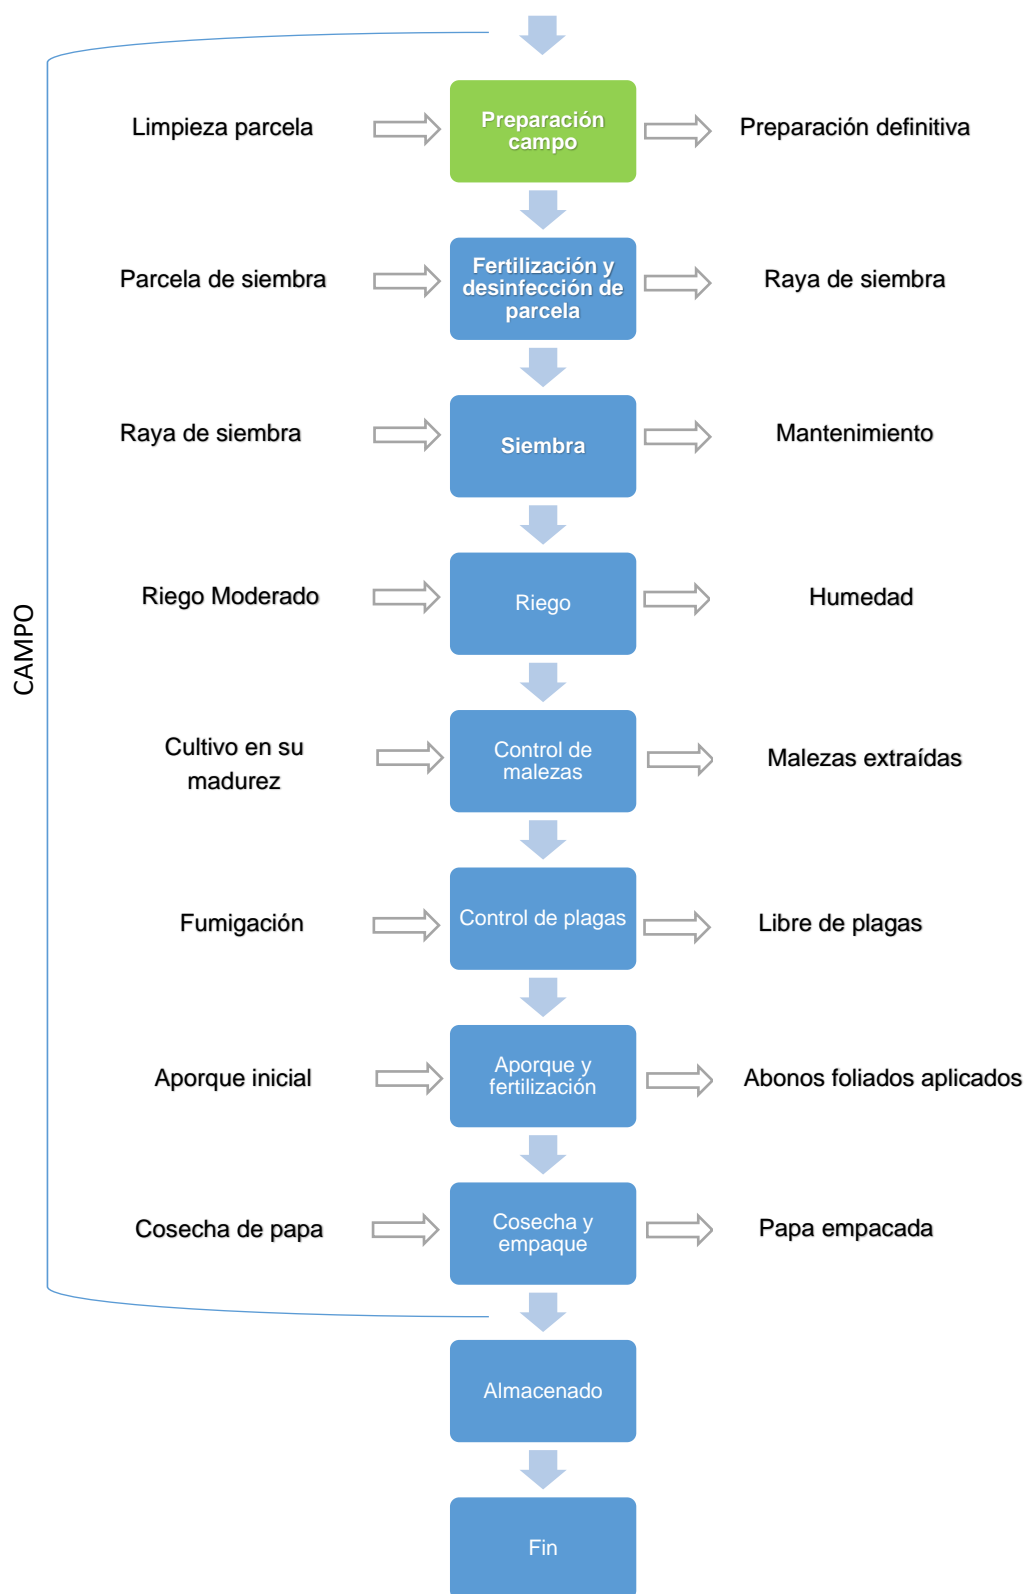 CAMPO
Limpieza parcela
Preparación
campo
Preparación definitiva
Parcela de siembra
Fertilización y
desinfección de
parcela
Raya de siembra
Raya de siembra
Siembra
Mantenimiento
Riego Moderado
Riego
Humedad
Cultivo en su
madurez
Control de
malezas
Malezas extraídas
Fumigación
Control de plagas
Libre de plagas
Aporque inicial
Aporque y
fertilización
Abonos foliados aplicados
Cosecha de papa
Cosecha y
empaque
Papa empacada
Almacenado
Fin